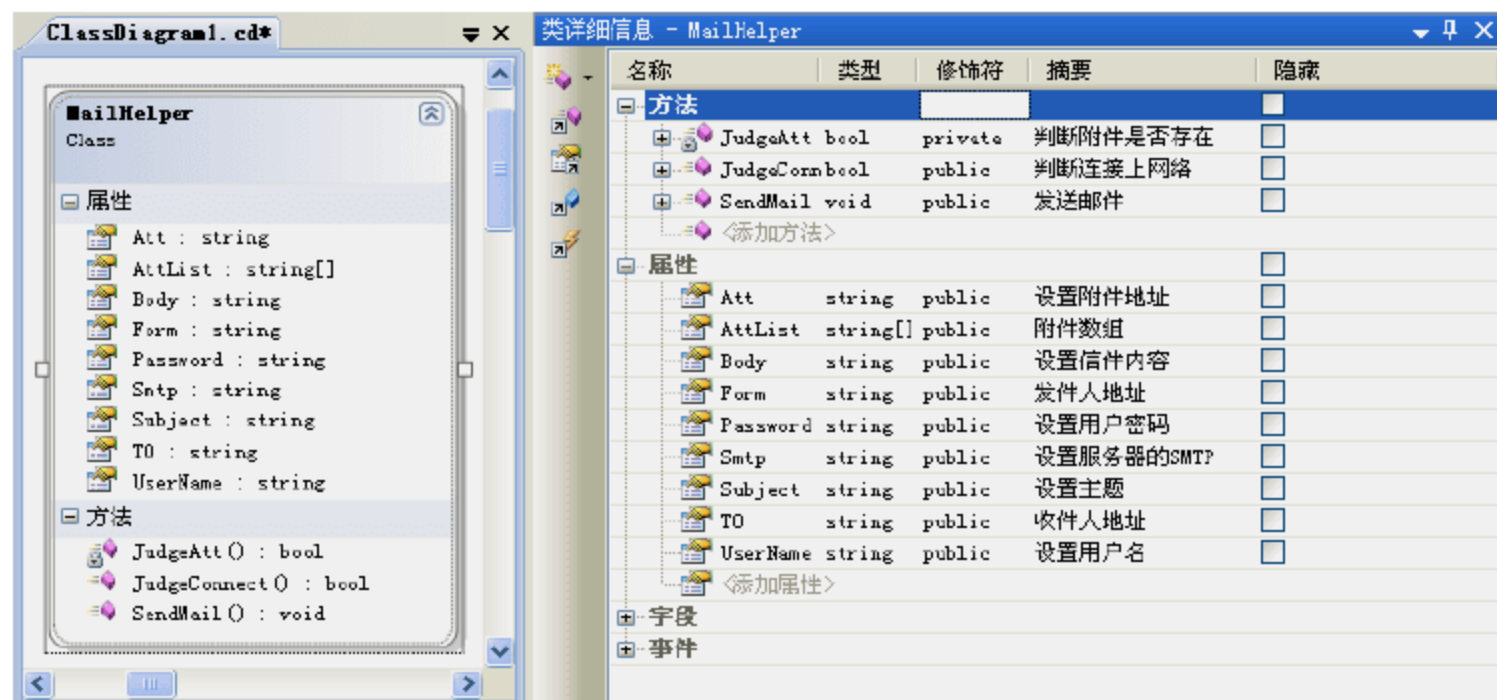 ClassDiagram1.cd*
MailHelper
Class
属性
Att : string
AttList : string[]
Body : string
Form : string
Password : string
Smtp : string
Subject : string
TO : string
UserName : string
方法
JudgeAtt() : bool
JudgeConnect() : bool
SendMail() : void
类详细信息 - MailHelper
名称 类型 修饰符 摘要 隐藏
方法
JudgeAtt bool private 判断附件是否存在
JudgeConn bool public 判断连接上网络
SendMail void public 发送邮件
<添加方法>
属性
Att string public 设置附件地址
AttList string[] public 附件数组
Body string public 设置信件内容
Form string public 发件人地址
Password string public 设置用户密码
Smtp string public 设置服务器的SMTP
Subject string public 设置主题
TO string public 收件人地址
UserName string public 设置用户名
<添加属性>
字段
事件